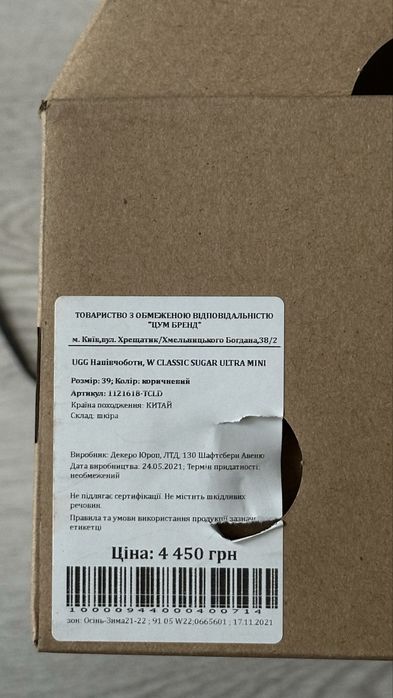 ТОВАРИСТВО З ОБМЕЖЕНОЮ ВІДПОВІДАЛЬНІСТЮ
"ЦУМ БРЕНД"
м. Київ,вул. Хрещатик/Хмельницького Богдана,38/2
UGG Напівчоботи, W CLASSIC SUGAR ULTRA MINI
Розмір: 39; Колір: коричневий
Артикул: 1121618-TCLD
Країна походження: КИТАЙ
Склад: шкіра
Виробник: Декеро Юроп, ЛТД, 130 Шафтсбері Авеню
Дата виробництва: 24.05.2021; Термін придатності:
необмежений
Не підлягає сертифікації. Не містить шкідливих
речовин.
Правила та умови використання продукції зазначе
етикетці
Ціна: 4 450 грн
1000094400400714
зон: Осінь-Зима21-22 ; 91 05 W22;0665601 ; 17.11.2021